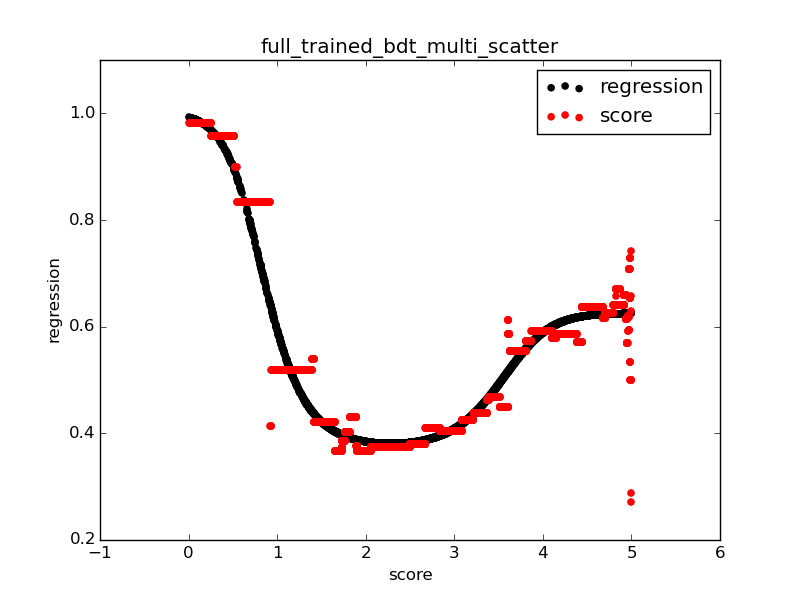 full_trained_bdt_multi_scatter
regression
score
1.0
0.8
0.6
0.4
0.2
regression
−1
0
1
2
3
4
5
6
score